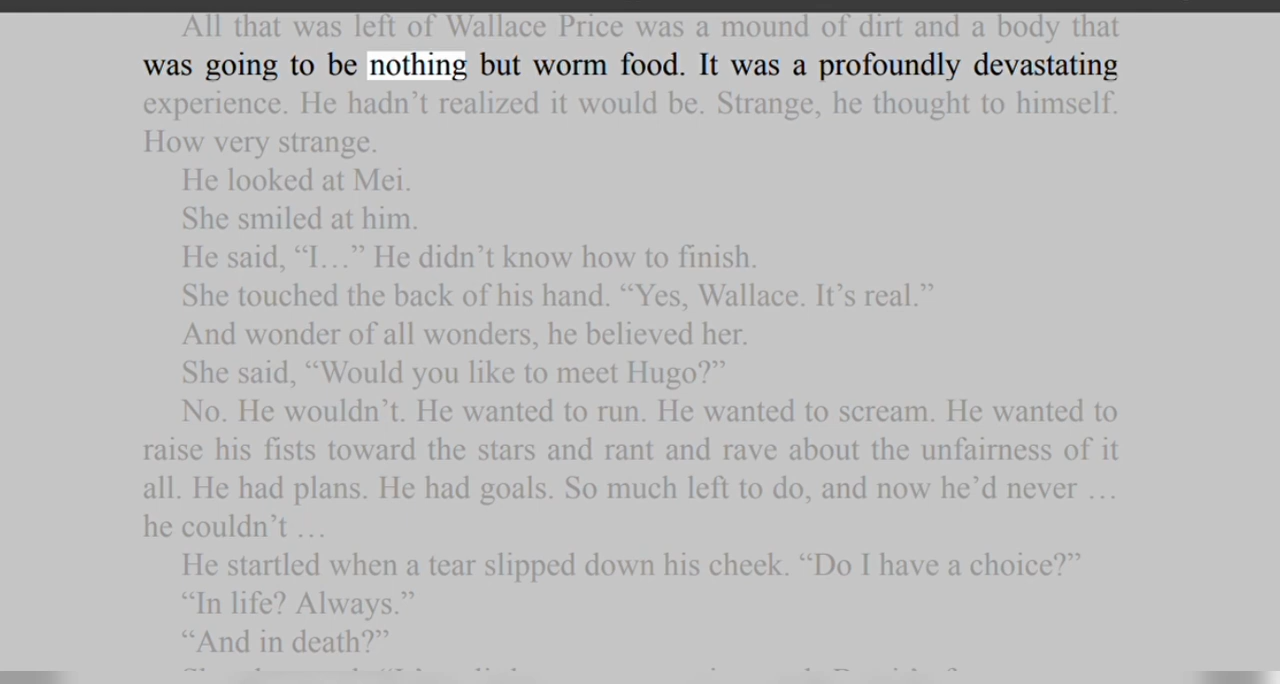 All that was left of Wallace Price was a mound of dirt and a body that
was going to be nothing but worm food. It was a profoundly devastating
experience. He hadn’t realized it would be. Strange, he thought to himself.
How very strange.
He looked at Mei.
She smiled at him.
He said, “I…” He didn’t know how to finish.
She touched the back of his hand. “Yes, Wallace. It’s real.”
And wonder of all wonders, he believed her.
She said, “Would you like to meet Hugo?”
No. He wouldn’t. He wanted to run. He wanted to scream. He wanted to
raise his fists toward the stars and rant and rave about the unfairness of it
all. He had plans. He had goals. So much left to do, and now he’d never …
he couldn’t …
He startled when a tear slipped down his cheek. “Do I have a choice?”
“In life? Always.”
“And in death?”